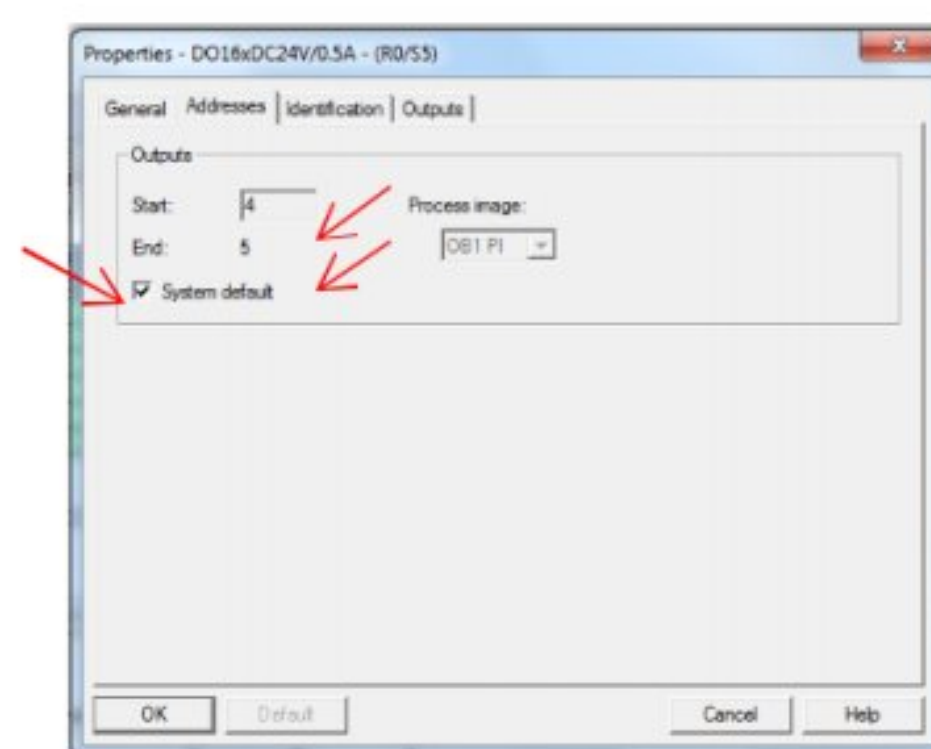 Properties - DO16xDC24V/0.5A - (R0/S5)
General Addresses Identification Outputs
Outputs
Start: 4 Process image:
End: 5 OB1 PI
System default
OK Default Cancel Help